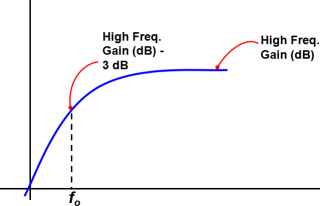 High Freq.
Gain (dB) -
3 dB
High Freq.
Gain (dB)
fo